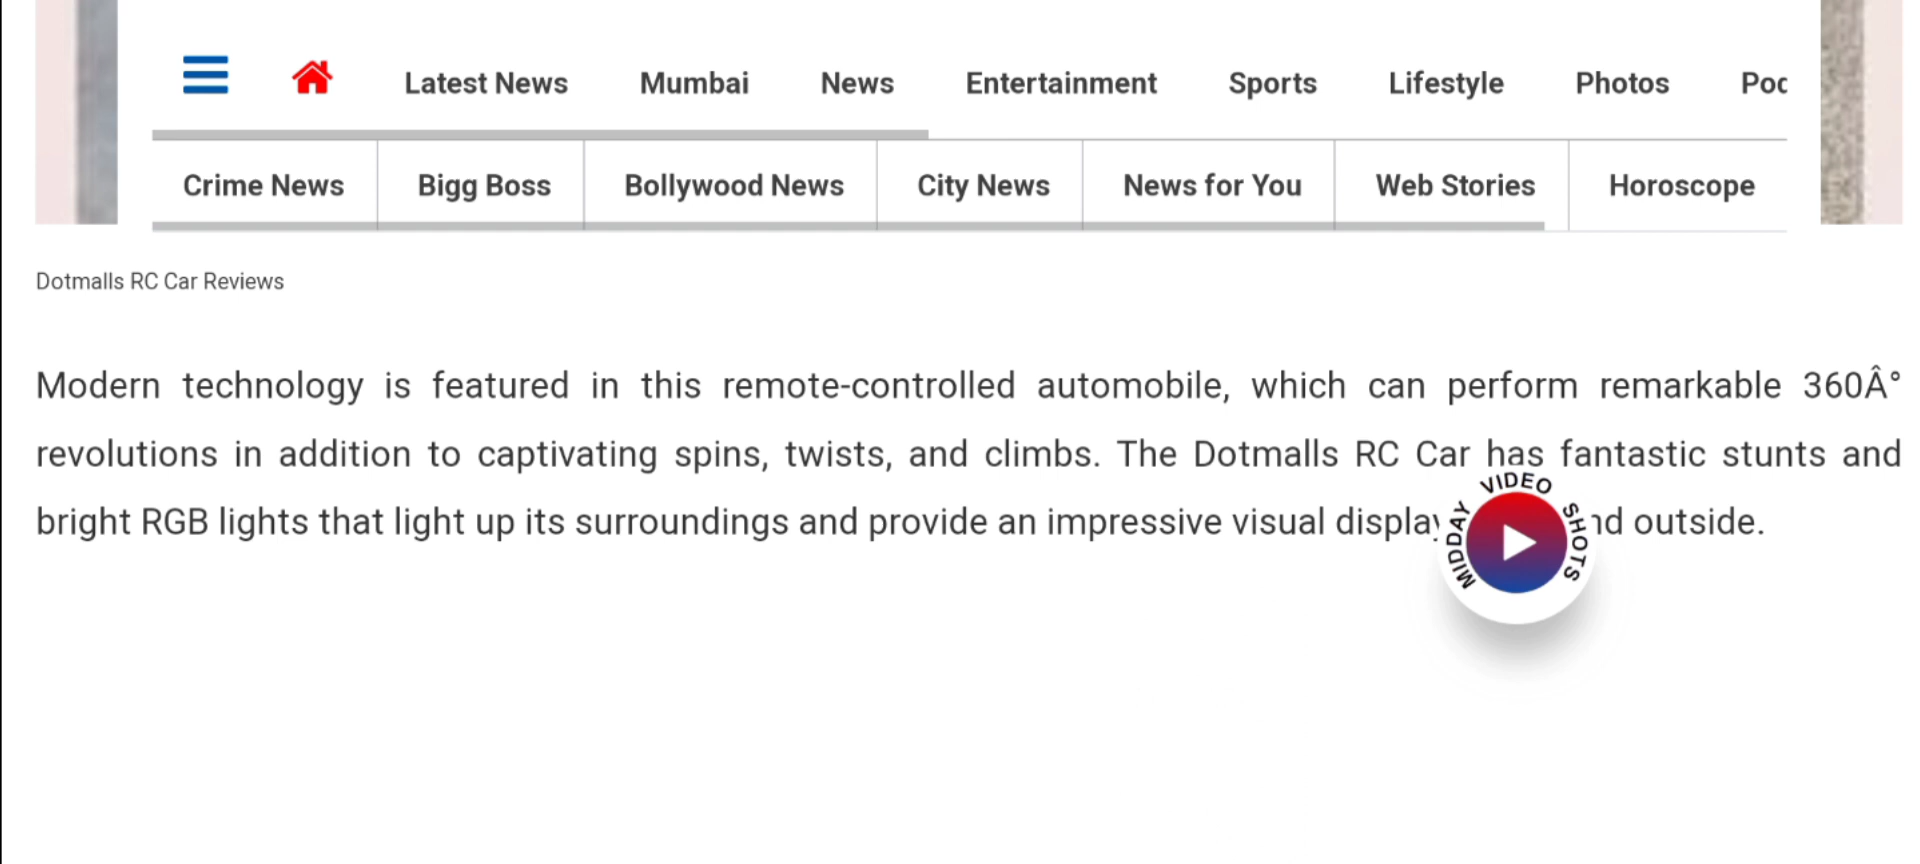 Latest News Mumbai News Entertainment Sports Lifestyle Photos Poc
Crime News Bigg Boss Bollywood News City News News for You Web Stories Horoscope
Dotmalls RC Car Reviews
Modern technology is featured in this remote-controlled automobile, which can perform remarkable 360Â°
revolutions in addition to captivating spins, twists, and climbs. The Dotmalls RC Car has fantastic stunts and
bright RGB lights that light up its surroundings and provide an impressive visual display nd outside.
MIDDAY VIDEO SHOTS